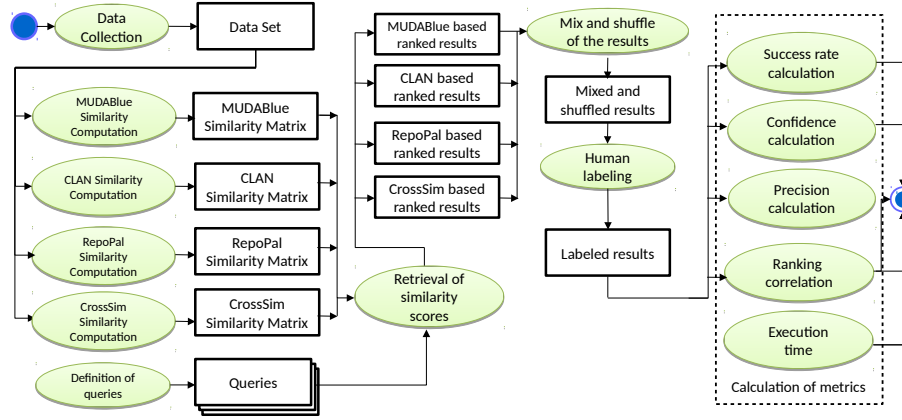 Data
Collection
Data Set
MUDABlue
Similarity
Computation
MUDABlue
Similarity Matrix
CLAN Similarity
Computation
CLAN
Similarity Matrix
RepoPal
Similarity
Computation
RepoPal
Similarity Matrix
CrossSim
Similarity
Computation
CrossSim
Similarity Matrix
Definition of
queries
Queries
Retrieval of
similarity
scores
MUDABlue based
ranked results
CLAN based
ranked results
RepoPal based
ranked results
CrossSim based
ranked results
Mix and shuffle
of the results
Mixed and
shuffled results
Human
labeling
Labeled results
Success rate
calculation
Confidence
calculation
Precision
calculation
Ranking
correlation
Execution
time
Calculation of metrics